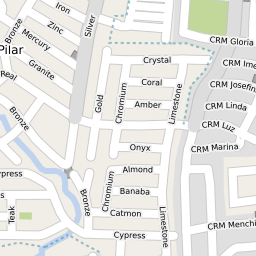 Iron
Silver
Bronze
Zinc
CRM Gloria
Mercury
Pilar
Crystal
CRM Ime
Granite
Real
Coral
CRM Josefin
Gold
Chromium
Amber
Limestone
CRM Linda
Bronze
CRM Luz
Onyx
CRM Marina
Almond
Cypress
Banaba
Bronze
Chromium
Teak
Catmon
Limestone
CRM Menchi
Cypress